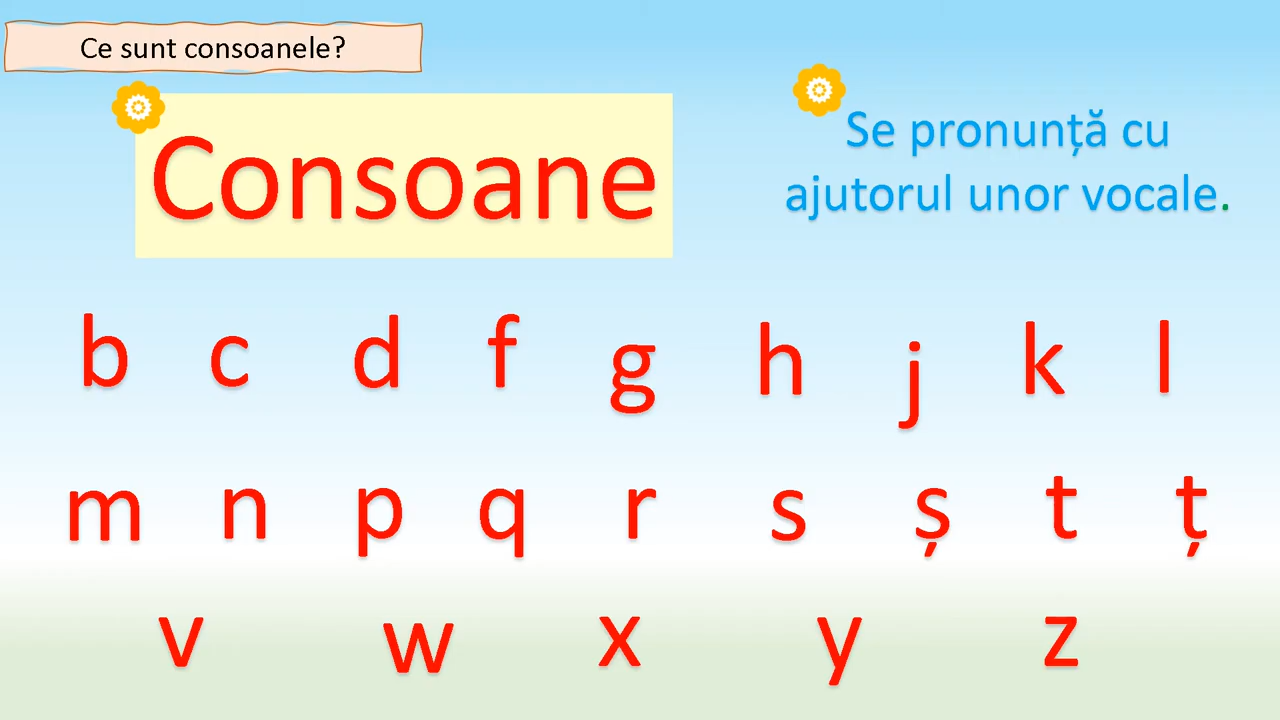 Ce sunt consoanele?
Consoane
Se pronunță cu
ajutorul unor vocale.
b c d f g h j k l
m n p q r s ș t ț
v w x y z